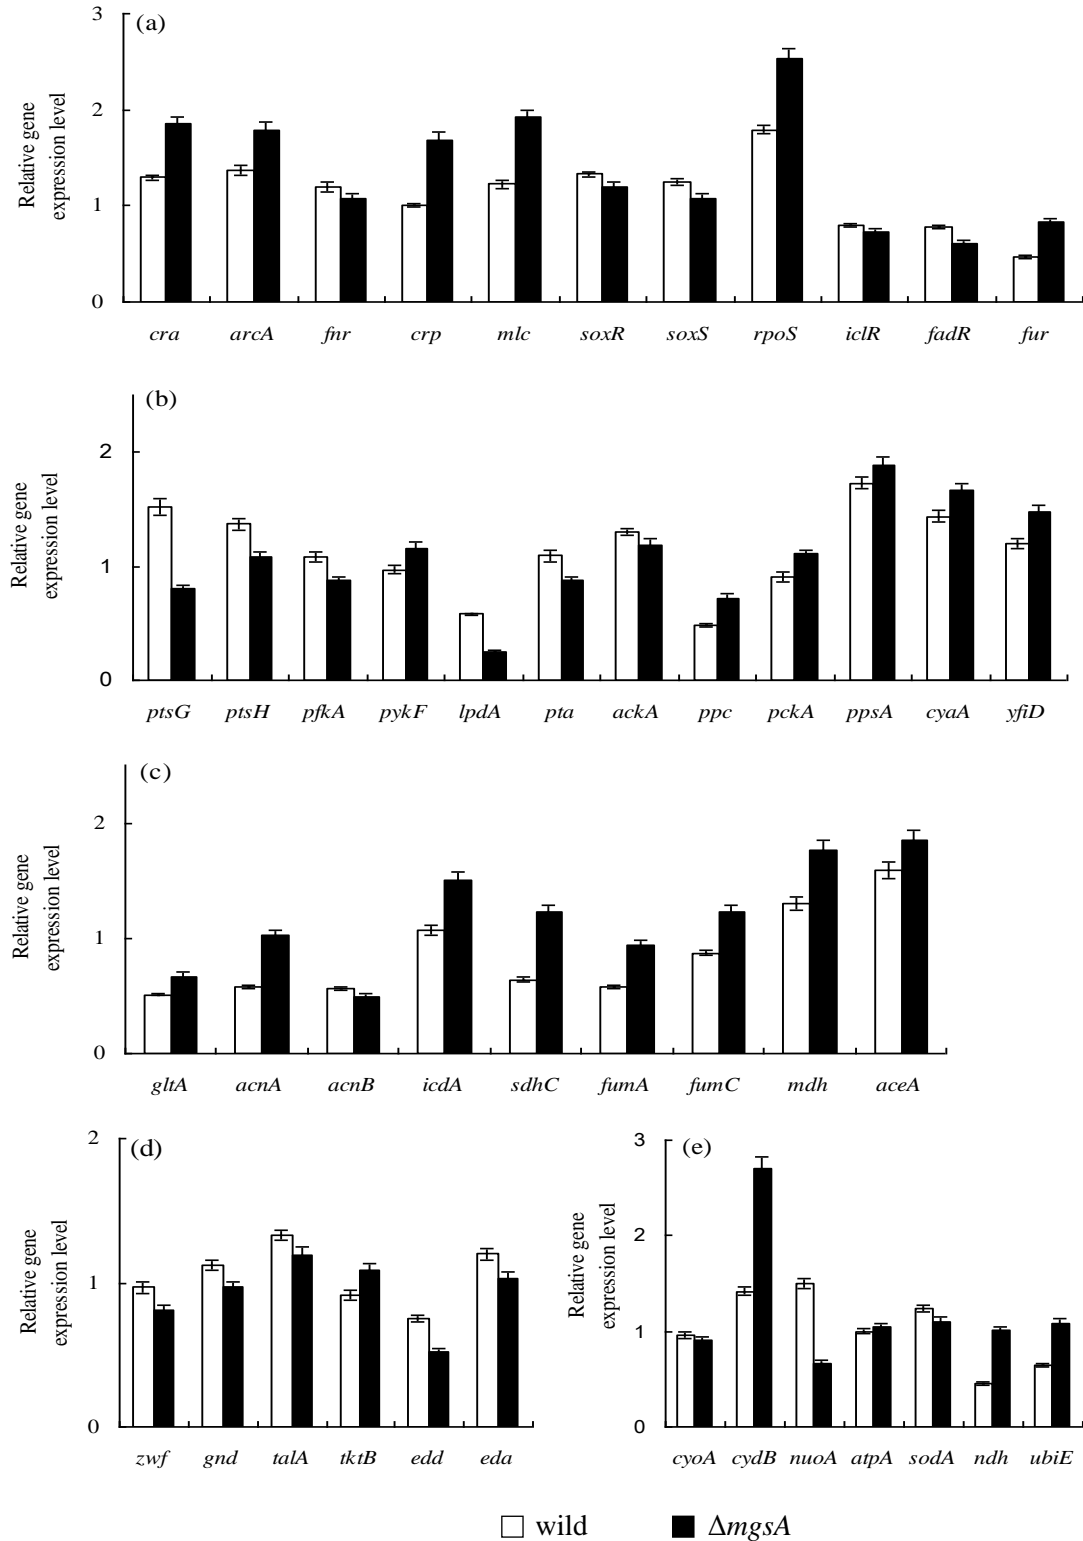 (a)
3
2
1
0
Relative gene
expression level
cra arcA fnr crp mlc soxR soxS rpoS iclR fadR fur
(b)
2
1
0
Relative gene
expression level
ptsG ptsH pfkA pykF lpdA pta ackA ppc pckA ppsA cyaA yfiD
(c)
2
1
0
Relative gene
expression level
gltA acnA acnB icdA sdhC fumA fumC mdh aceA
(d)
2
1
0
Relative gene
expression level
zwf gnd talA tktB edd eda
(e)
3
2
1
0
Relative gene
expression level
cyoA cydB nuoA atpA sodA ndh ubiE
wild ΔmgsA